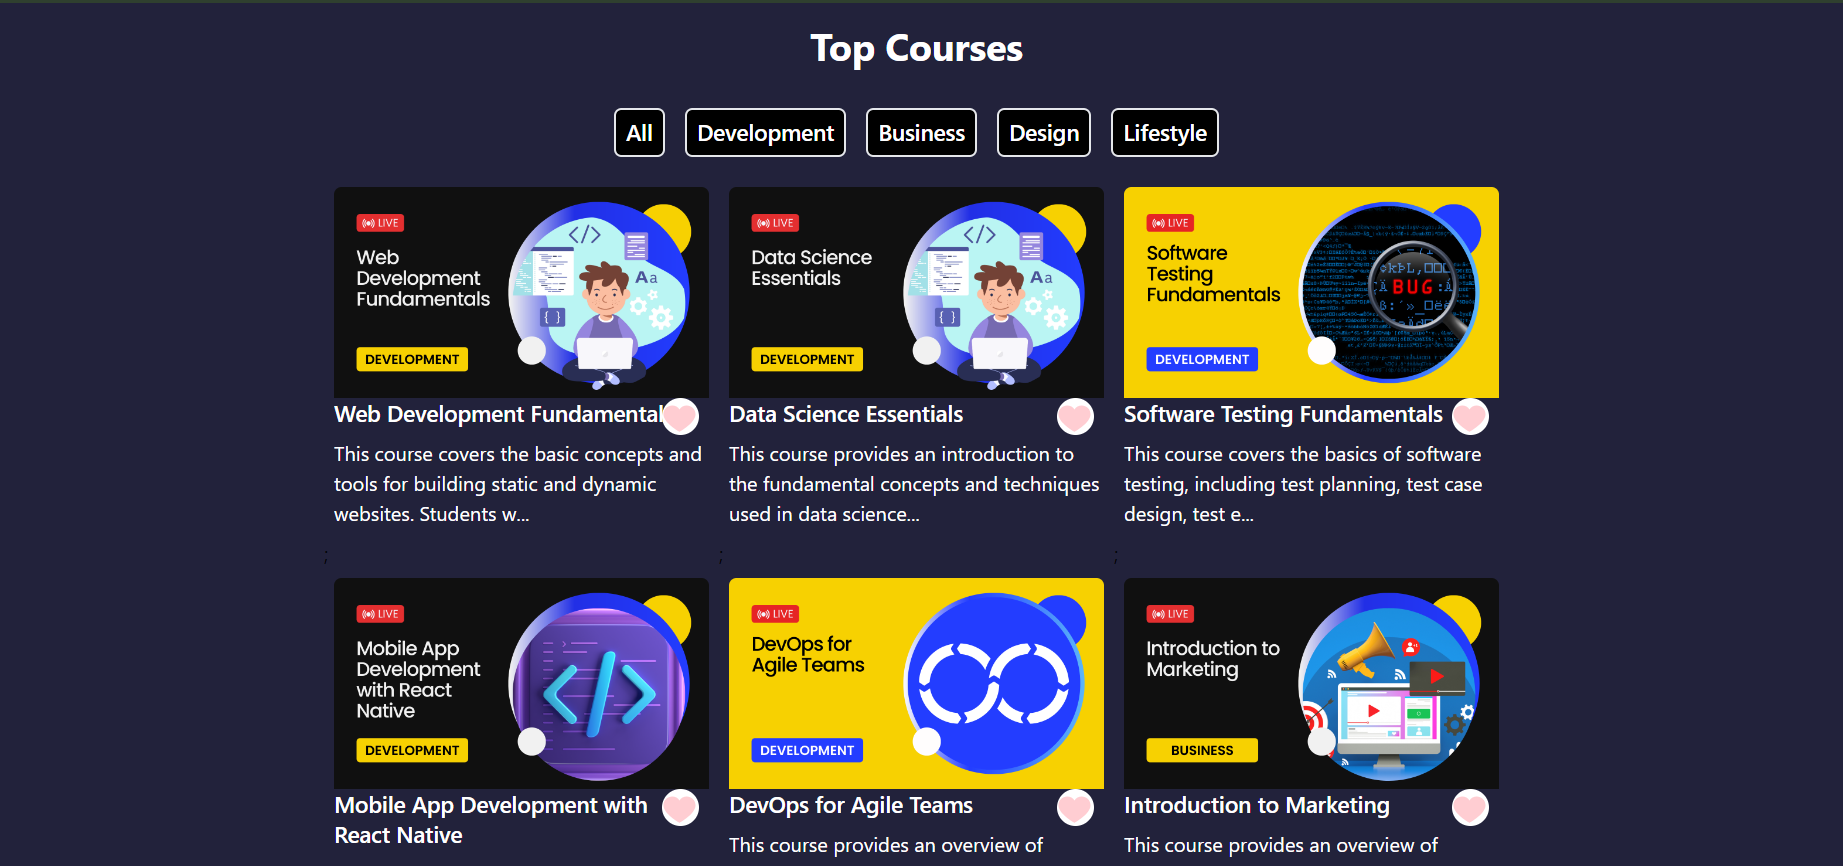 Top Courses
All Development Business Design Lifestyle
LIVE
Web
Development
Fundamentals
</>
Aa
{ }
DEVELOPMENT
LIVE
Data Science
Essentials
</>
Aa
{ }
DEVELOPMENT
LIVE
Software
Testing
Fundamentals
BUG
DEVELOPMENT
Web Development Fundamental
This course covers the basic concepts and
tools for building static and dynamic
websites. Students w...
;
Data Science Essentials
This course provides an introduction to
the fundamental concepts and techniques
used in data science...
;
Software Testing Fundamentals
This course covers the basics of software
testing, including test planning, test case
design, test e...
;
LIVE
Mobile App
Development
with React
Native
</>
DEVELOPMENT
LIVE
DevOps for
Agile Teams
DEVELOPMENT
LIVE
Introduction to
Marketing
BUSINESS
Mobile App Development with
React Native
DevOps for Agile Teams
This course provides an overview of
Introduction to Marketing
This course provides an overview of